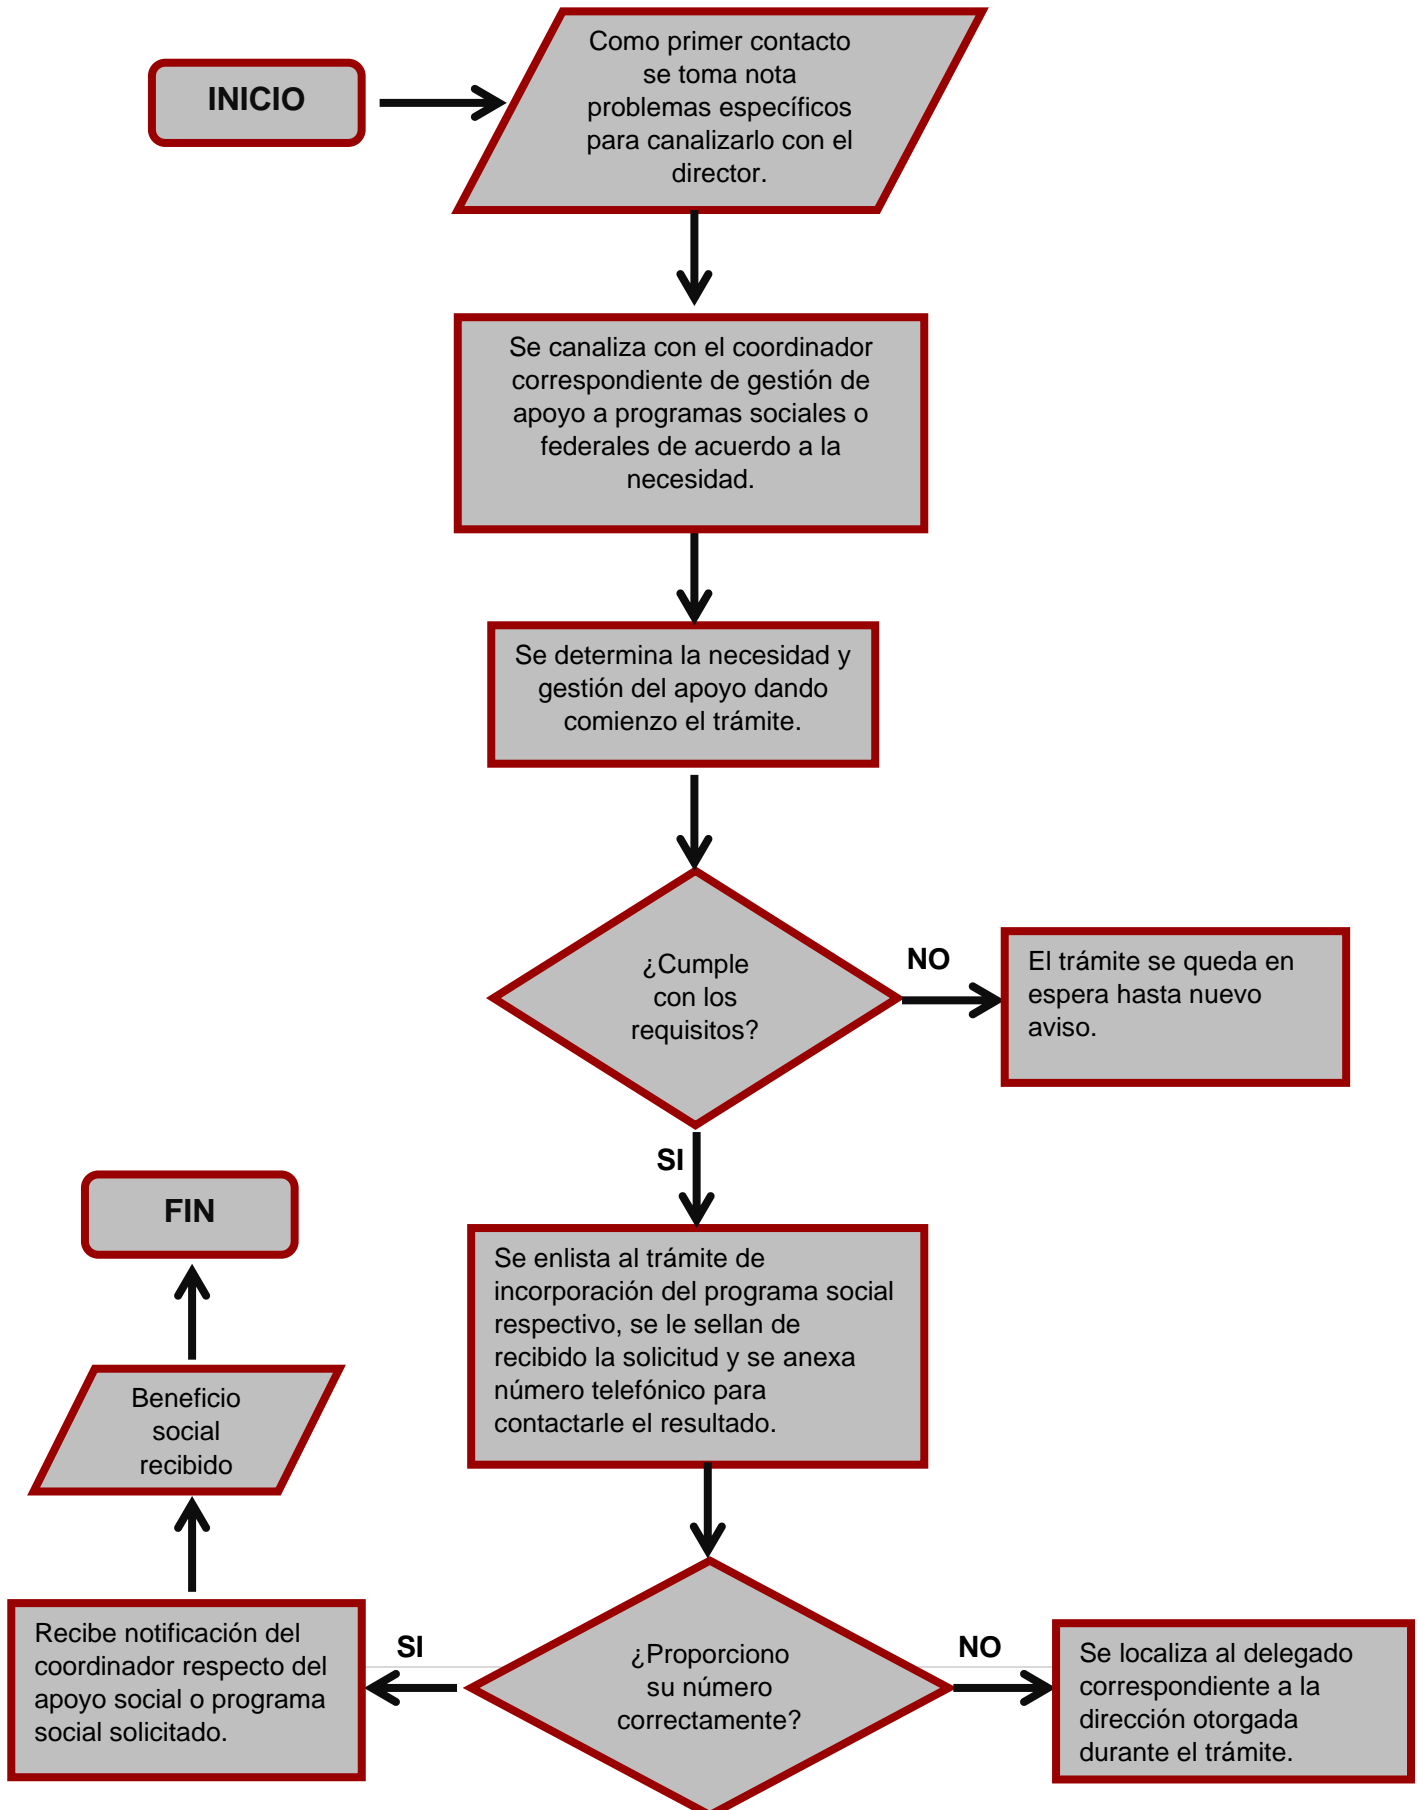 INICIO
Como primer contacto
se toma nota
problemas específicos
para canalizarlo con el
director.
Se canaliza con el coordinador
correspondiente de gestión de
apoyo a programas sociales o
federales de acuerdo a la
necesidad.
Se determina la necesidad y
gestión del apoyo dando
comienzo el trámite.
¿Cumple
con los
requisitos?
NO
El trámite se queda en
espera hasta nuevo
aviso.
SI
Se enlista al trámite de
incorporación del programa social
respectivo, se le sellan de
recibido la solicitud y se anexa
número telefónico para
contactarle el resultado.
¿Proporciono
su número
correctamente?
NO
Se localiza al delegado
correspondiente a la
dirección otorgada
durante el trámite.
SI
Recibe notificación del
coordinador respecto del
apoyo social o programa
social solicitado.
Beneficio
social
recibido
FIN